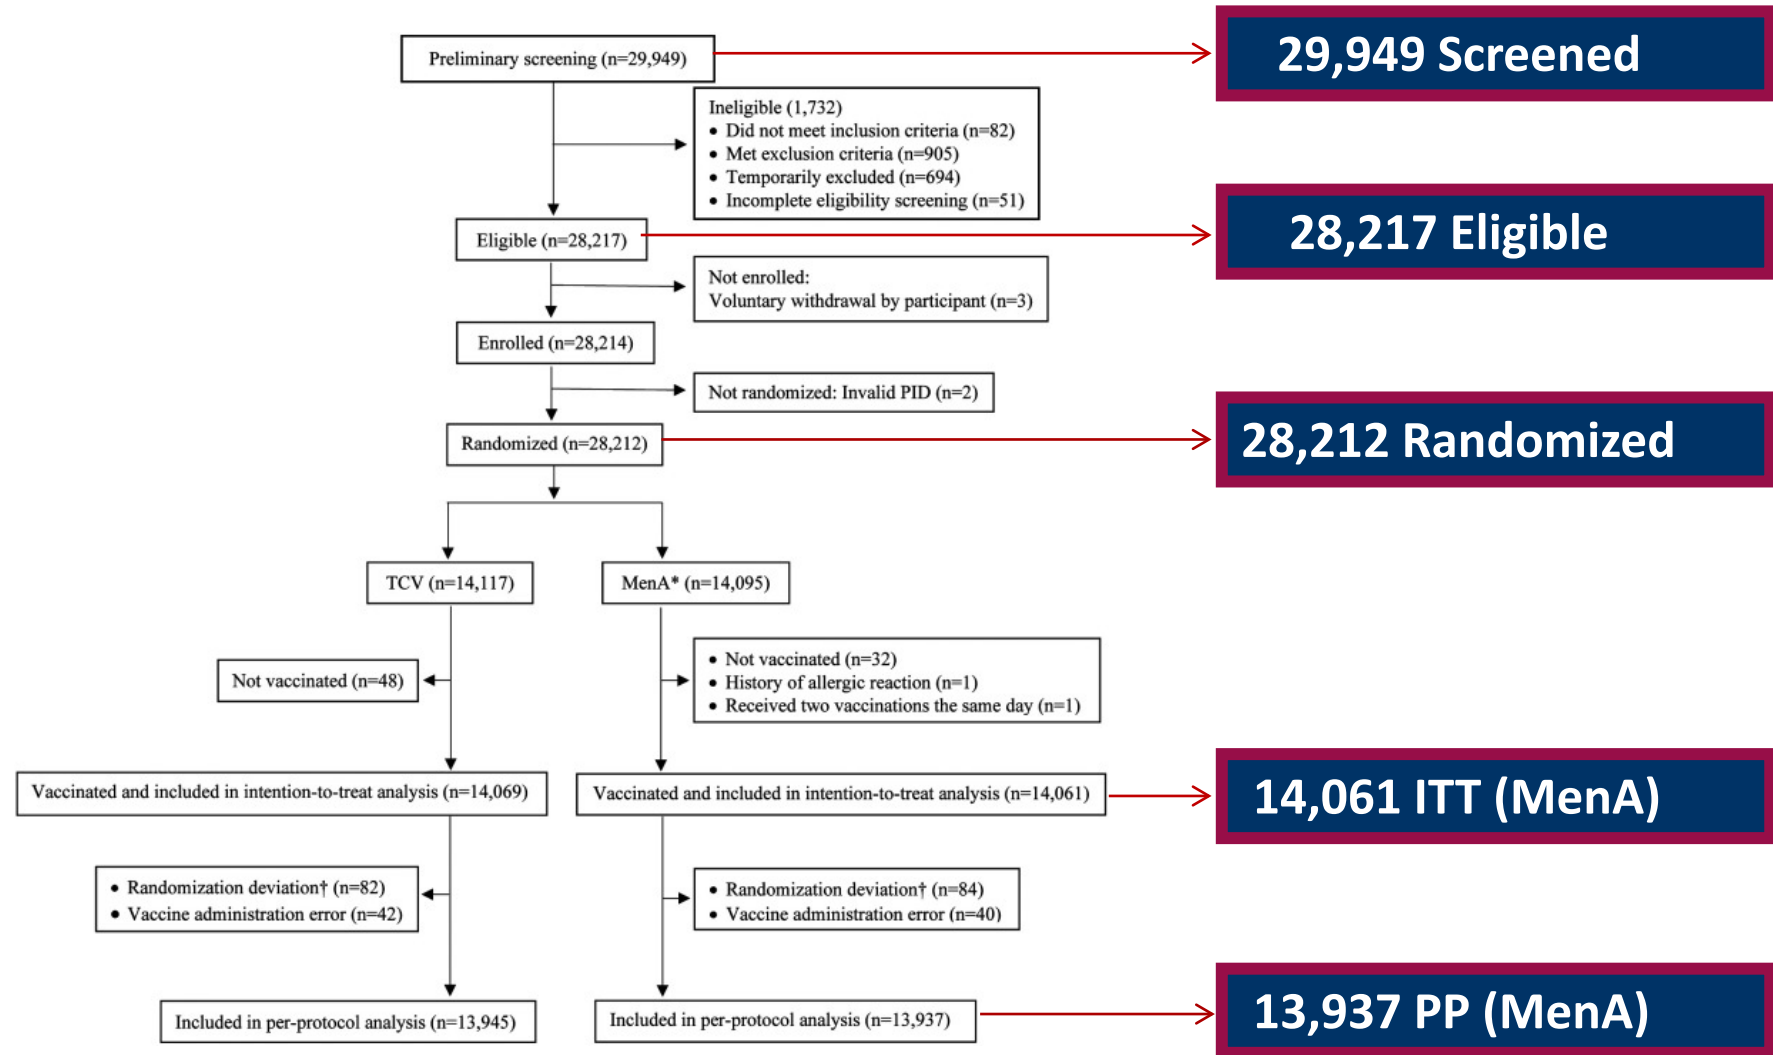 Preliminary screening (n=29,949)
29,949 Screened
Ineligible (1,732)
• Did not meet inclusion criteria (n=82)
• Met exclusion criteria (n=905)
• Temporarily excluded (n=694)
• Incomplete eligibility screening (n=51)
Eligible (n=28,217)
28,217 Eligible
Not enrolled:
Voluntary withdrawal by participant (n=3)
Enrolled (n=28,214)
Not randomized: Invalid PID (n=2)
Randomized (n=28,212)
28,212 Randomized
TCV (n=14,117)
MenA* (n=14,095)
Not vaccinated (n=48)
• Not vaccinated (n=32)
• History of allergic reaction (n=1)
• Received two vaccinations the same day (n=1)
Vaccinated and included in intention-to-treat analysis (n=14,069)
Vaccinated and included in intention-to-treat analysis (n=14,061)
14,061 ITT (MenA)
• Randomization deviation† (n=82)
• Vaccine administration error (n=42)
• Randomization deviation† (n=84)
• Vaccine administration error (n=40)
Included in per-protocol analysis (n=13,945)
Included in per-protocol analysis (n=13,937)
13,937 PP (MenA)